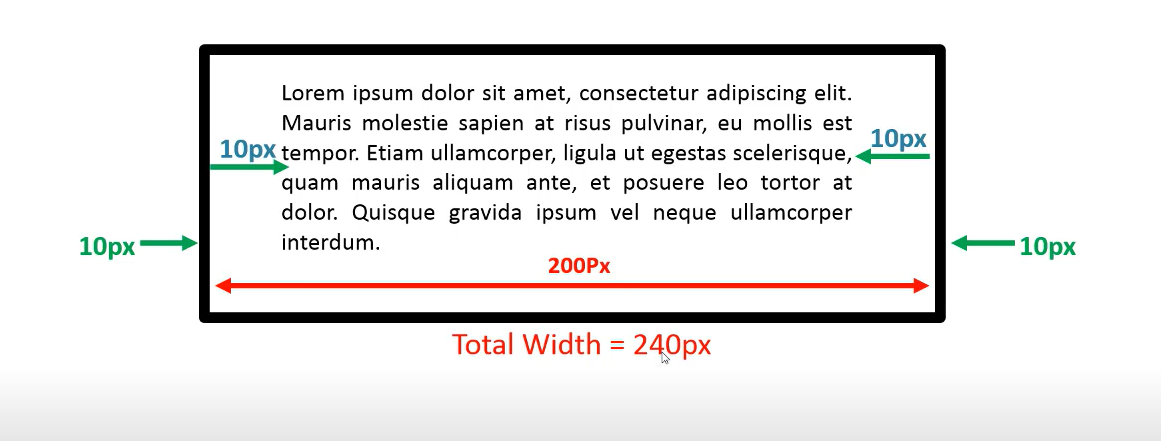 Lorem ipsum dolor sit amet, consectetur adipiscing elit.
Mauris molestie sapien at risus pulvinar, eu mollis est
10px
10px
tempor. Etiam ullamcorper, ligula ut egestas scelerisque,
quam mauris aliquam ante, et posuere leo tortor at
dolor. Quisque gravida ipsum vel neque ullamcorper
interdum.
10px
10px
200Px
Total Width = 240px